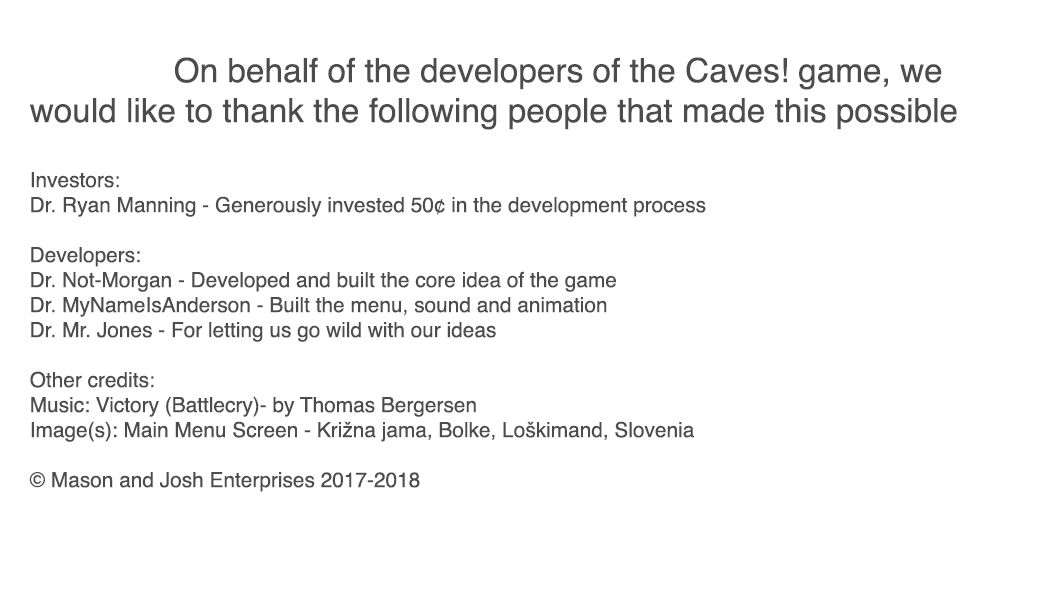 On behalf of the developers of the Caves! game, we
would like to thank the following people that made this possible
Investors:
Dr. Ryan Manning - Generously invested 50¢ in the development process
Developers:
Dr. Not-Morgan - Developed and built the core idea of the game
Dr. MyNameIsAnderson - Built the menu, sound and animation
Dr. Mr. Jones - For letting us go wild with our ideas
Other credits:
Music: Victory (Battlecry)- by Thomas Bergersen
Image(s): Main Menu Screen - Križna jama, Bolke, Loškimand, Slovenia
© Mason and Josh Enterprises 2017-2018